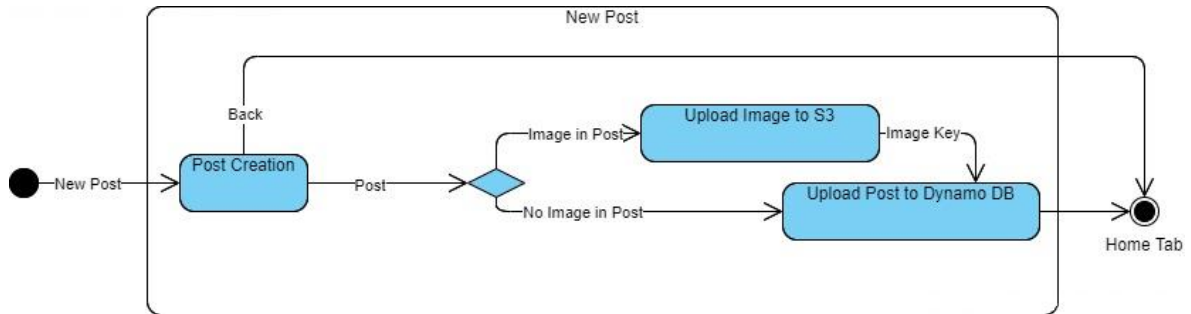 New Post
Back
Upload Image to S3
Image in Post
Image Key
Post Creation
New Post
Post
Upload Post to Dynamo DB
No Image in Post
Home Tab